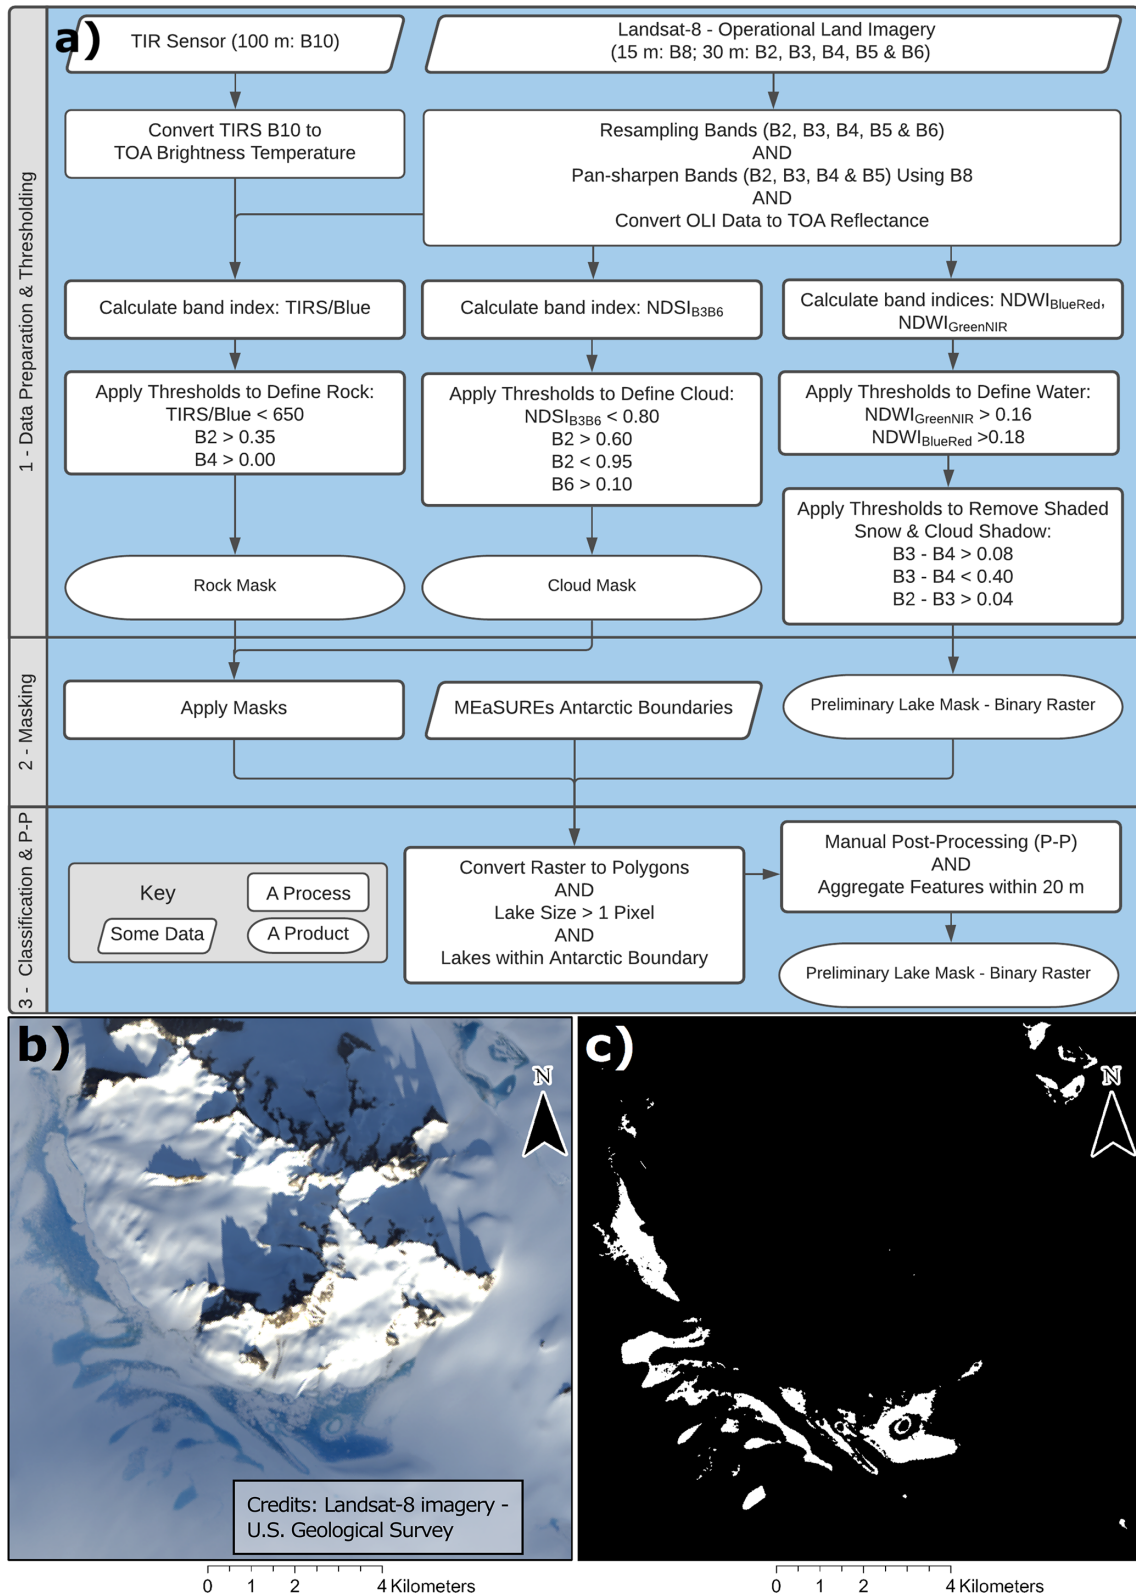 a)
TIR Sensor (100 m: B10)
Landsat-8 - Operational Land Imagery
(15 m: B8; 30 m: B2, B3, B4, B5 & B6)
1 - Data Preparation & Thresholding
Convert TIRS B10 to
TOA Brightness Temperature
Resampling Bands (B2, B3, B4, B5 & B6)
AND
Pan-sharpen Bands (B2, B3, B4 & B5) Using B8
AND
Convert OLI Data to TOA Reflectance
Calculate band index: TIRS/Blue
Calculate band index: NDSI_B3B6
Calculate band indices: NDWI_BlueRed,
NDWI_GreenNIR
Apply Thresholds to Define Rock:
TIRS/Blue < 650
B2 > 0.35
B4 > 0.00
Apply Thresholds to Define Cloud:
NDSI_B3B6 < 0.80
B2 > 0.60
B2 < 0.95
B6 > 0.10
Apply Thresholds to Define Water:
NDWI_GreenNIR > 0.16
NDWI_BlueRed >0.18
Apply Thresholds to Remove Shaded
Snow & Cloud Shadow:
B3 - B4 > 0.08
B3 - B4 < 0.40
B2 - B3 > 0.04
Rock Mask
Cloud Mask
2 - Masking
Apply Masks
MEaSUREs Antarctic Boundaries
Preliminary Lake Mask - Binary Raster
3 - Classification & P-P
Key
A Process
Some Data
A Product
Convert Raster to Polygons
AND
Lake Size > 1 Pixel
AND
Lakes within Antarctic Boundary
Manual Post-Processing (P-P)
AND
Aggregate Features within 20 m
Preliminary Lake Mask - Binary Raster
b)
N
Credits: Landsat-8 imagery -
U.S. Geological Survey
0 1 2 4 Kilometers
c)
N
0 1 2 4 Kilometers